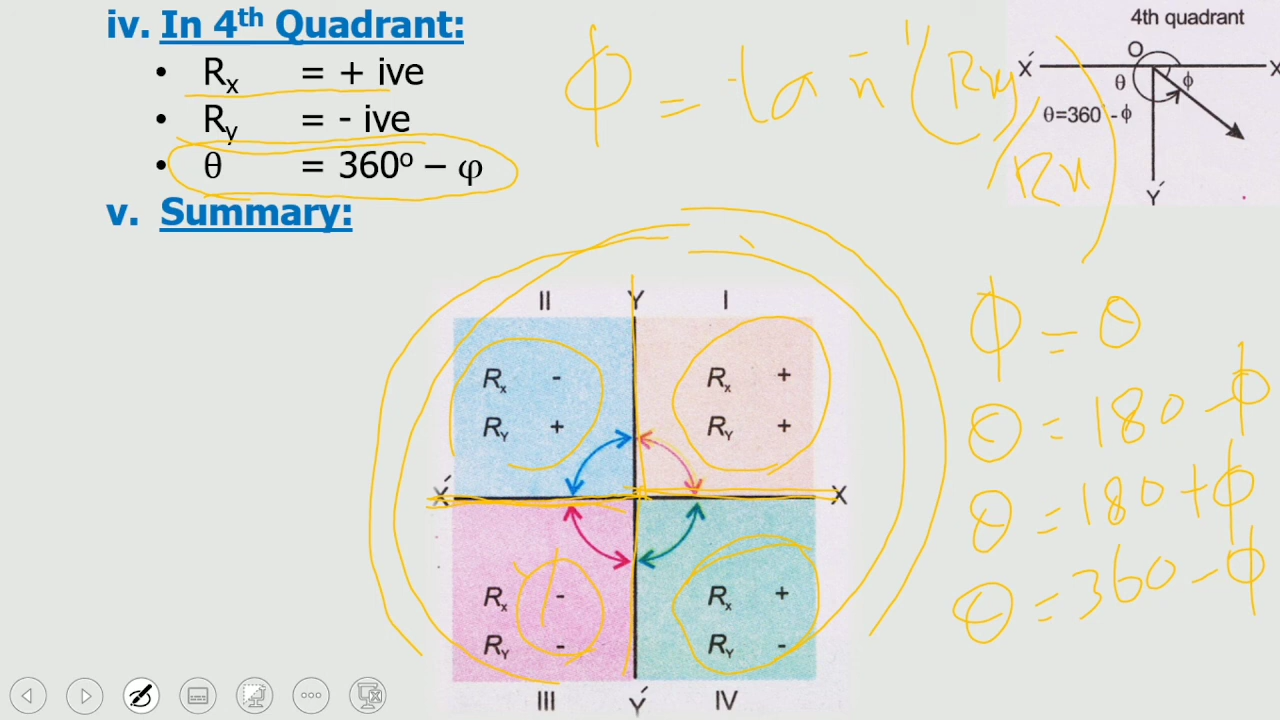 iv. In 4th Quadrant:
• Rx = + ive
• Ry = - ive
• θ = 360º – φ
v. Summary:
ϕ = tan⁻¹(Ry/Rx)
4th quadrant
O
X́ X
θ ϕ
θ=360°-ϕ
Ý
II Y I
Rx - Rx +
RY + RY +
X́ X
Rx - Rx +
RY - RY -
III Ý IV
ϕ = θ
θ = 180 - ϕ
θ = 180 + ϕ
θ = 360 - ϕ